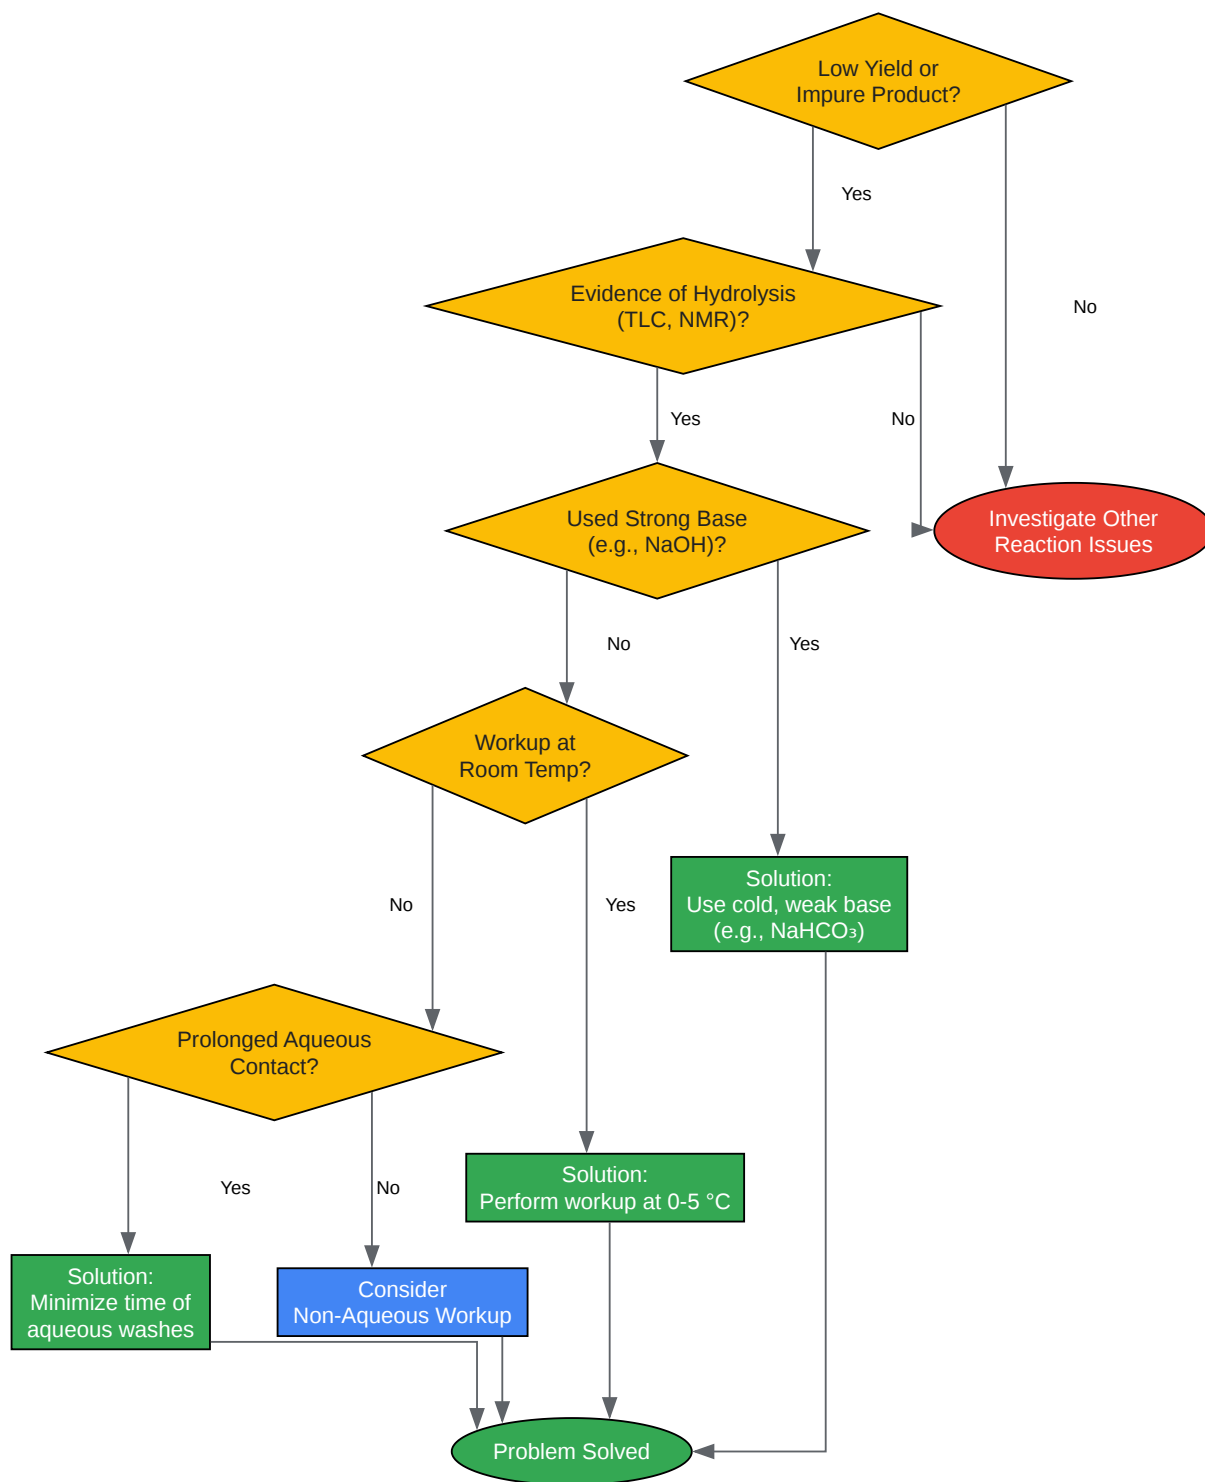 Low Yield or
Impure Product?
Yes
Evidence of Hydrolysis
(TLC, NMR)?
No
Yes
No
Used Strong Base
(e.g., NaOH)?
Investigate Other
Reaction Issues
No
Yes
Workup at
Room Temp?
Solution:
Use cold, weak base
(e.g., NaHCO₃)
No
Yes
Prolonged Aqueous
Contact?
Yes
No
Solution:
Perform workup at 0-5 °C
Solution:
Minimize time of
aqueous washes
Consider
Non-Aqueous Workup
Problem Solved